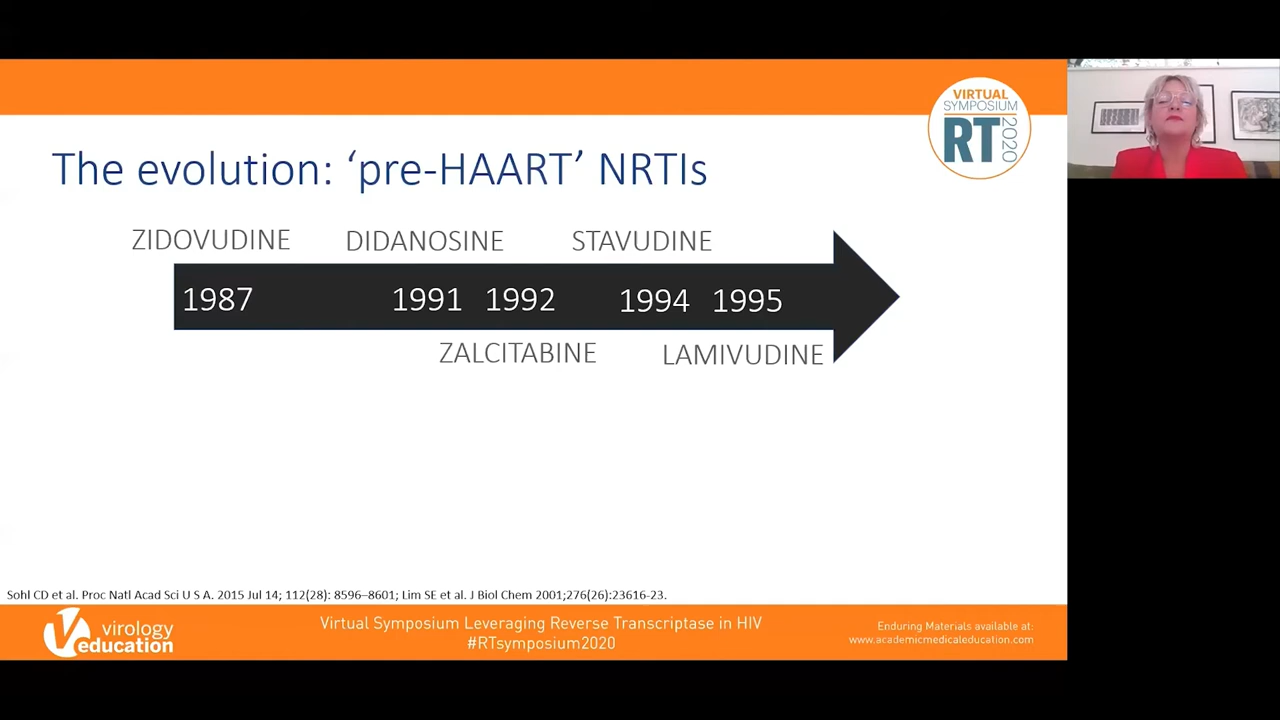 VIRTUAL
SYMPOSIUM
RT
2020
The evolution: ‘pre-HAART’ NRTIs
ZIDOVUDINE DIDANOSINE STAVUDINE
1987 1991 1992 1994 1995
ZALCITABINE LAMIVUDINE
Sohl CD et al. Proc Natl Acad Sci U S A. 2015 Jul 14; 112(28): 8596–8601; Lim SE et al. J Biol Chem 2001;276(26):23616-23.
virology
education
Virtual Symposium Leveraging Reverse Transcriptase in HIV
#RTsymposium2020
Enduring Materials available at:
www.academicmedicaleducation.com